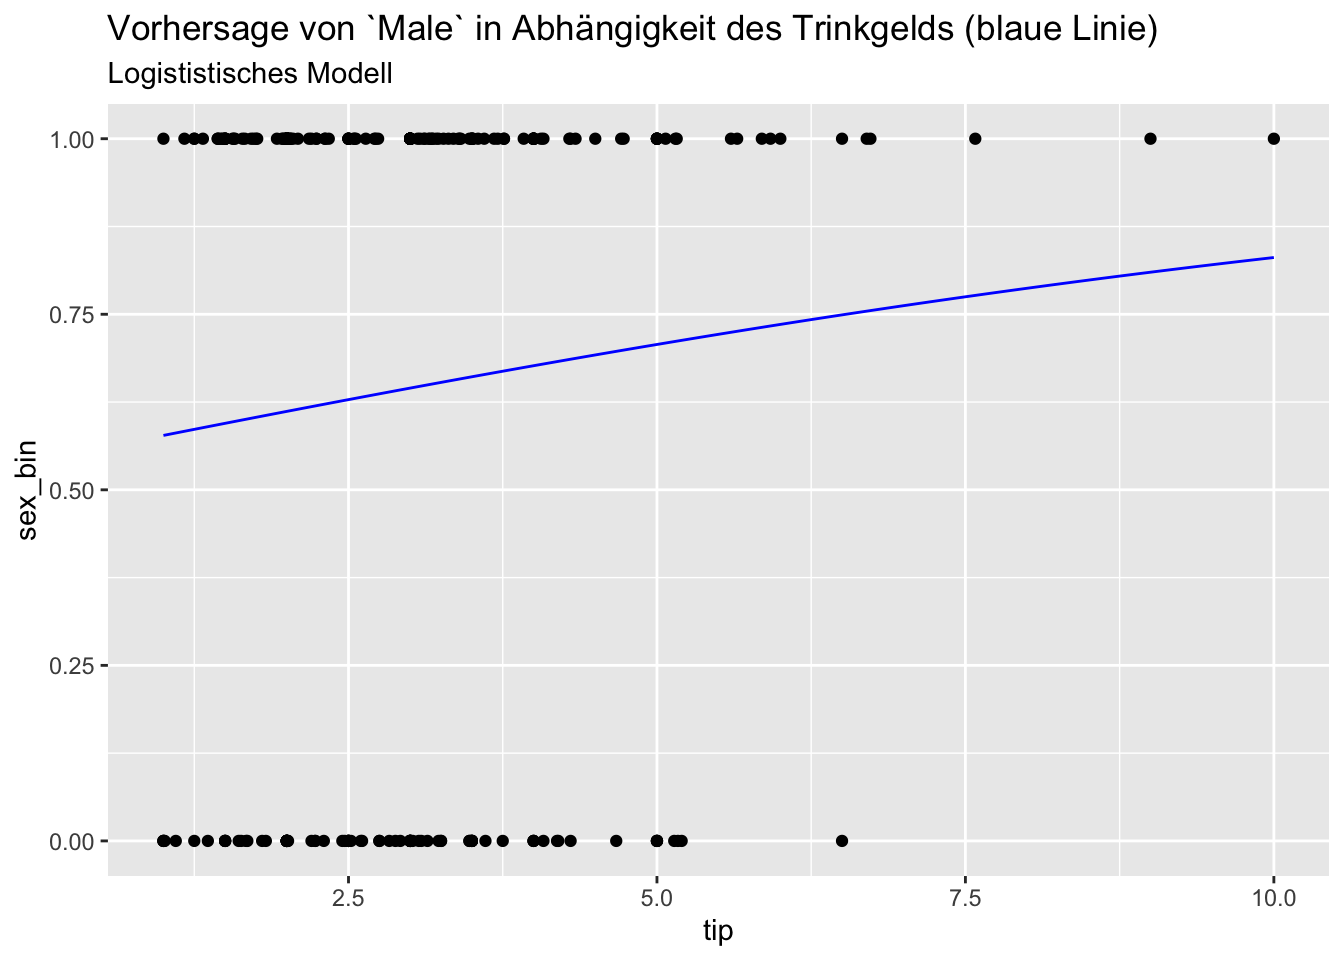 Vorhersage von `Male` in Abhängigkeit des Trinkgelds (blaue Linie)
Logististisches Modell
1.00
0.75
0.50
0.25
0.00
sex_bin
2.5 5.0 7.5 10.0
tip